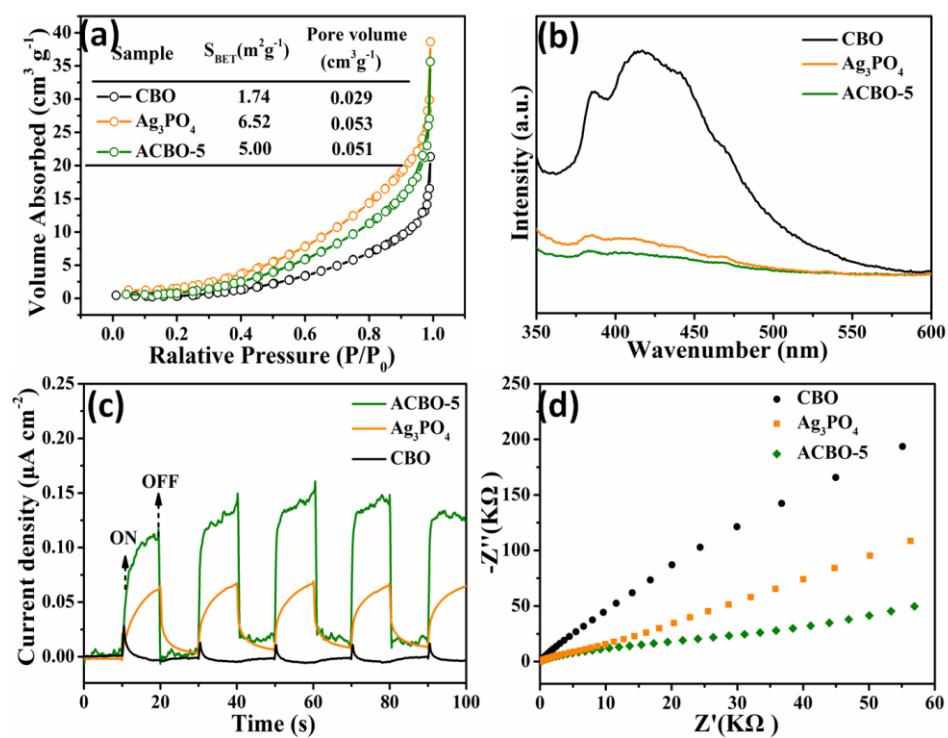 (a)
Sample S_BET(m²g⁻¹) Pore volume (cm³g⁻¹)
CBO 1.74 0.029
Ag₃PO₄ 6.52 0.053
ACBO-5 5.00 0.051
Volume Absorbed (cm³ g⁻¹)
40
35
30
25
20
15
10
5
0
0.0 0.2 0.4 0.6 0.8 1.0
Ralative Pressure (P/P₀)
(b)
CBO
Ag₃PO₄
ACBO-5
Intensity (a.u.)
350 400 450 500 550 600
Wavenumber (nm)
(c)
ACBO-5
Ag₃PO₄
CBO
OFF
ON
Current density (μA cm⁻²)
0.25
0.20
0.15
0.10
0.05
0.00
0 20 40 60 80 100
Time (s)
(d)
CBO
Ag₃PO₄
ACBO-5
-Z''(KΩ)
250
200
150
100
50
0
0 10 20 30 40 50 60
Z'(KΩ)